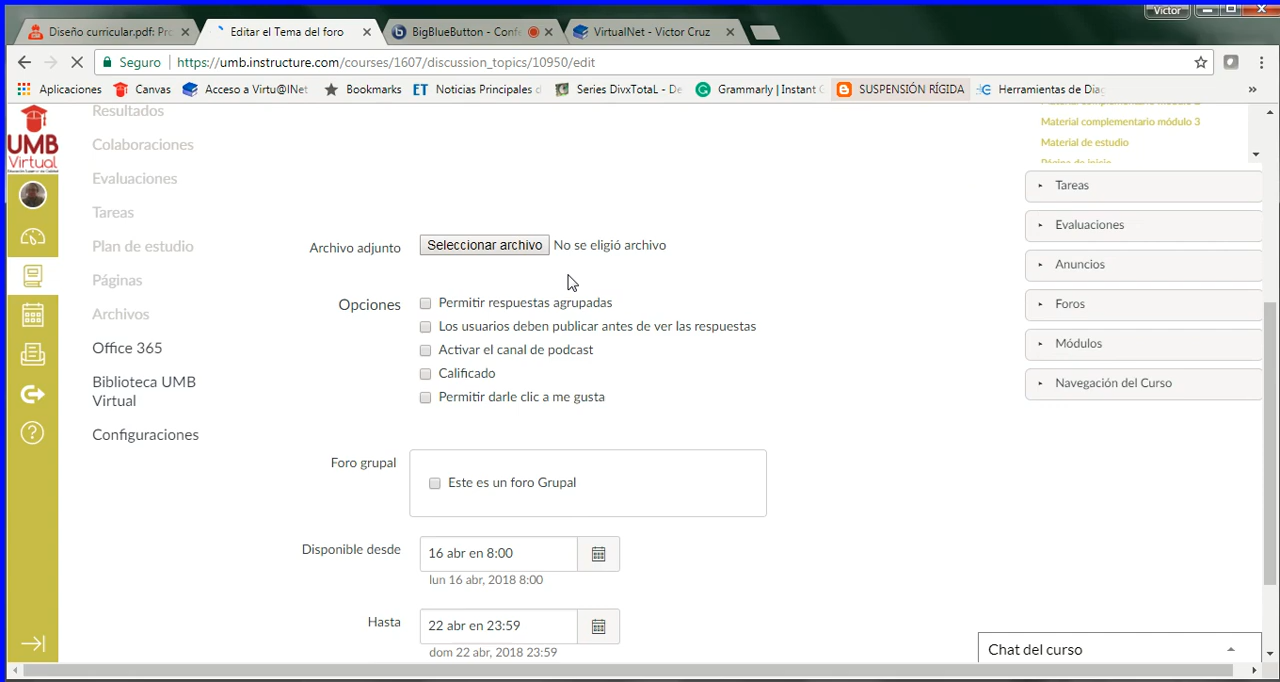 Victor
Diseño curricular.pdf: Pro
Editar el Tema del foro
BigBlueButton - Conf
VirtualNet - Victor Cruz
Seguro
https://umb.instructure.com/courses/1607/discussion_topics/10950/edit
Aplicaciones
Canvas
Acceso a Virtu@lNet
Bookmarks
ET Noticias Principales d
Series DivxTotaL - De
Grammarly | Instant G
SUSPENSIÓN RÍGIDA
Herramientas de Diag
»
UMB
Virtual
Resultados
Colaboraciones
Evaluaciones
Tareas
Plan de estudio
Páginas
Archivos
Office 365
Biblioteca UMB
Virtual
Configuraciones
Archivo adjunto
Seleccionar archivo
No se eligió archivo
Opciones
Permitir respuestas agrupadas
Los usuarios deben publicar antes de ver las respuestas
Activar el canal de podcast
Calificado
Permitir darle clic a me gusta
Foro grupal
Este es un foro Grupal
Disponible desde
16 abr en 8:00
lun 16 abr, 2018 8:00
Hasta
22 abr en 23:59
dom 22 abr, 2018 23:59
Material complementario módulo 3
Material de estudio
Página de inicio
Tareas
Evaluaciones
Anuncios
Foros
Módulos
Navegación del Curso
Chat del curso